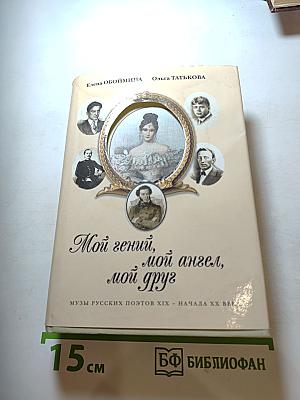 Елена ОБОЙМИНА Ольга ТАТЬКОВА
Мой гений,
мой ангел,
мой друг
МУЗЫ РУССКИХ ПОЭТОВ XIX – НАЧАЛА XX ВЕКА
15 см БФ БИБЛИОФАН